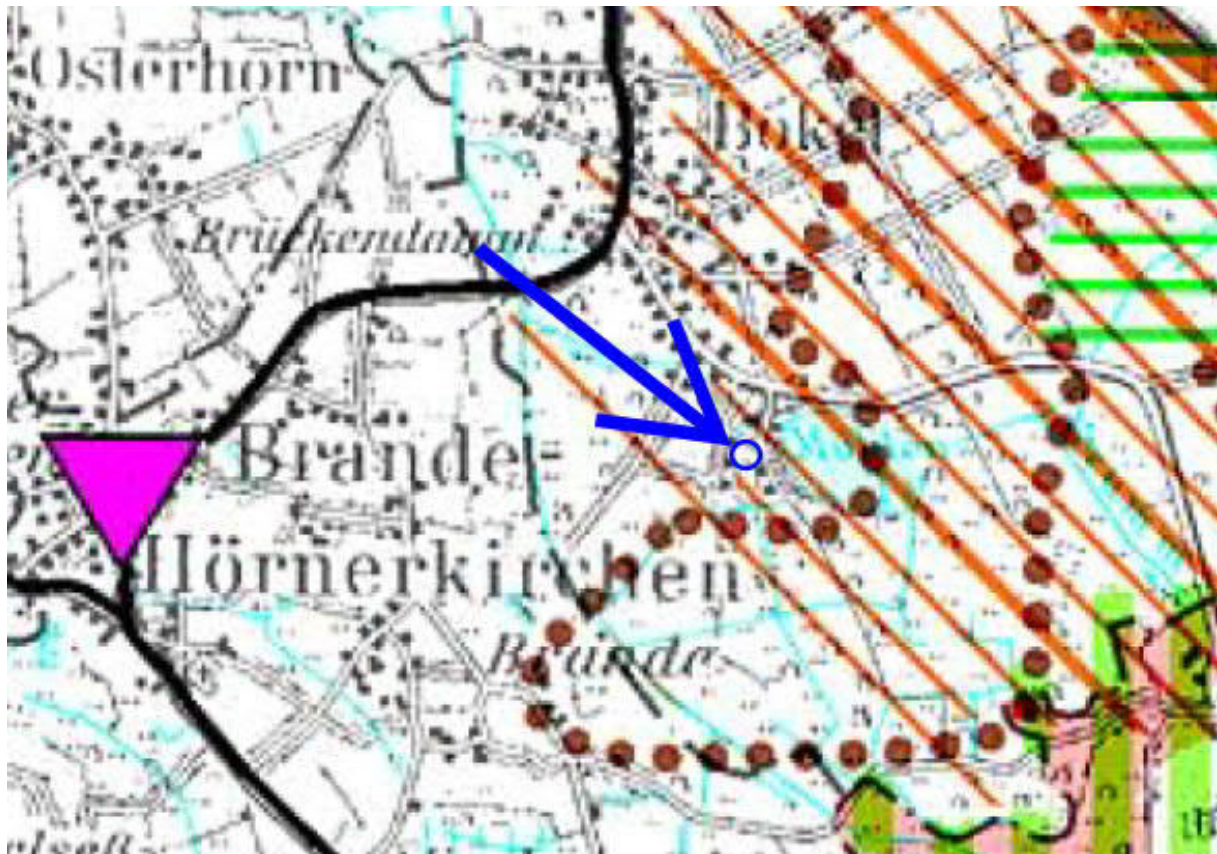 Osterhorn
Bokel
Brückendamm
Brande-
Hörnerkirchen
Brande